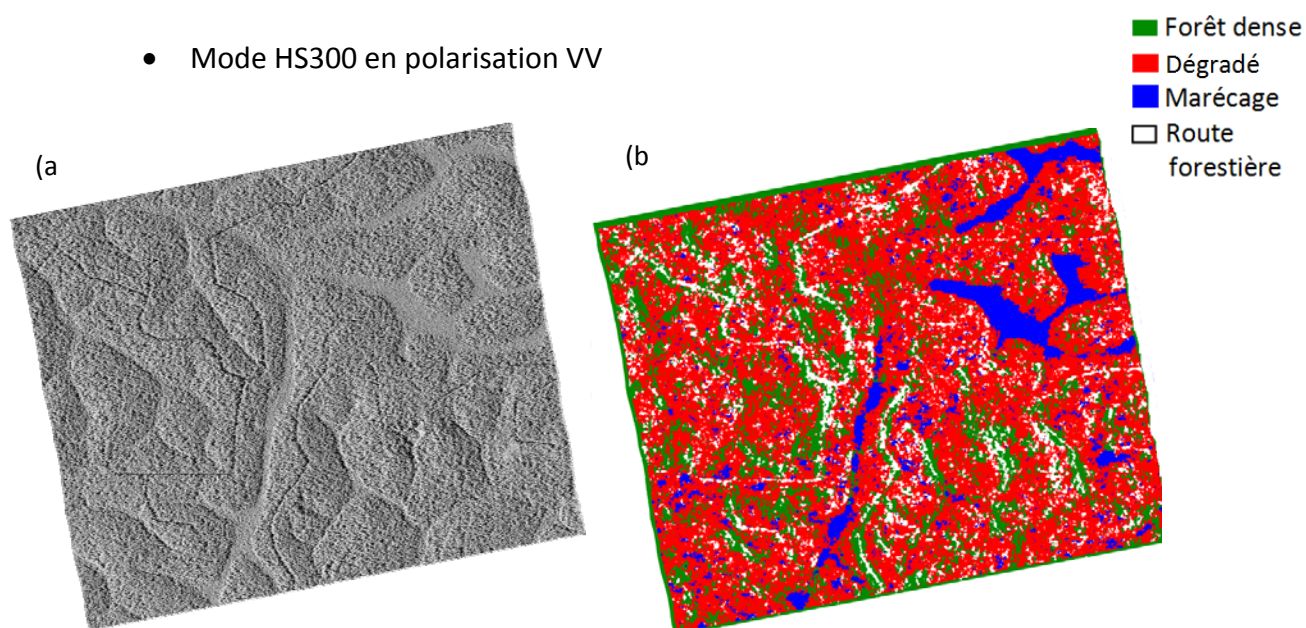 • Mode HS300 en polarisation VV
Forêt dense
Dégradé
Marécage
Route
forestière
(a
(b